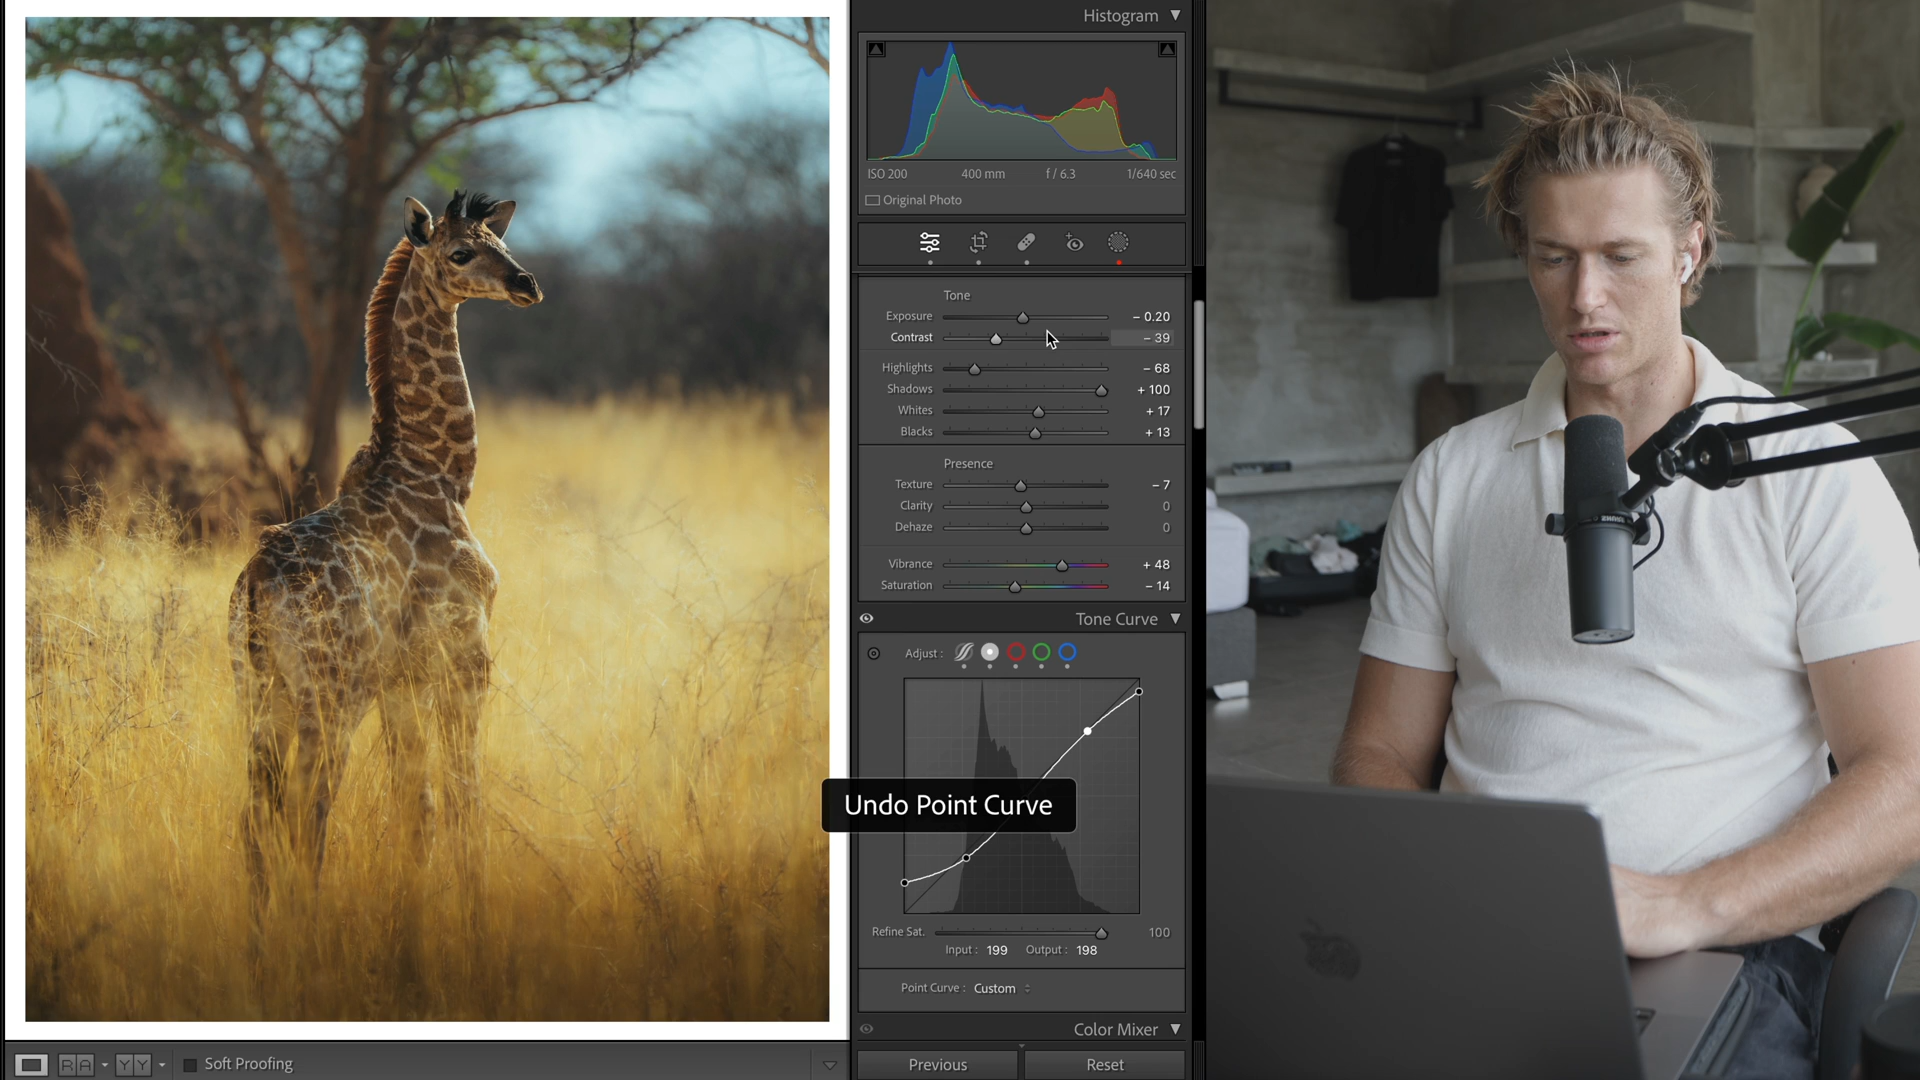 Histogram
ISO 200 400 mm f / 6.3 1/640 sec
Original Photo
Tone
Exposure − 0.20
Contrast − 39
Highlights − 68
Shadows + 100
Whites + 17
Blacks + 13
Presence
Texture − 7
Clarity 0
Dehaze 0
Vibrance + 48
Saturation − 14
Tone Curve
Adjust :
Undo Point Curve
Refine Sat. 100
Input : 199 Output : 198
Point Curve : Custom
Color Mixer
R A Y Y Soft Proofing
Previous Reset
SHURE